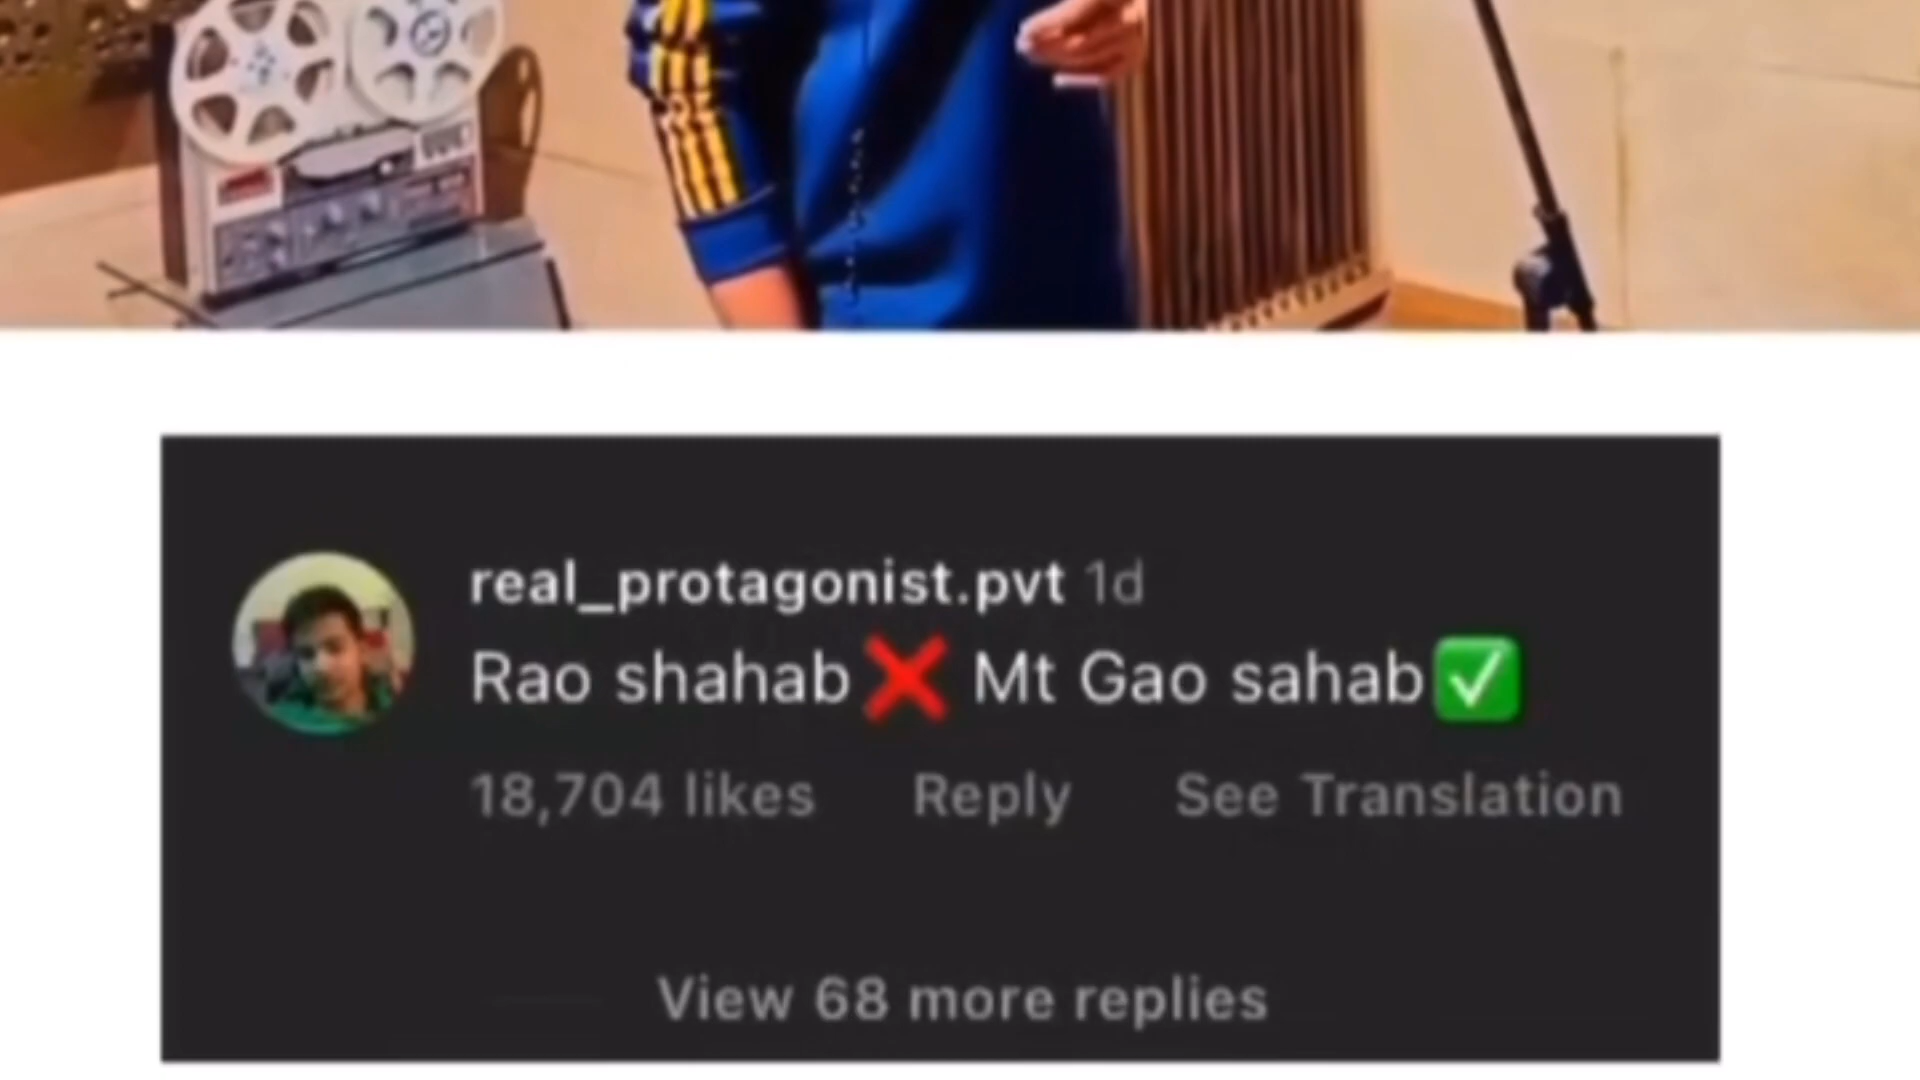 real_protagonist.pvt 1d
Rao shahab❌ Mt Gao sahab✅
18,704 likes Reply See Translation
View 68 more replies